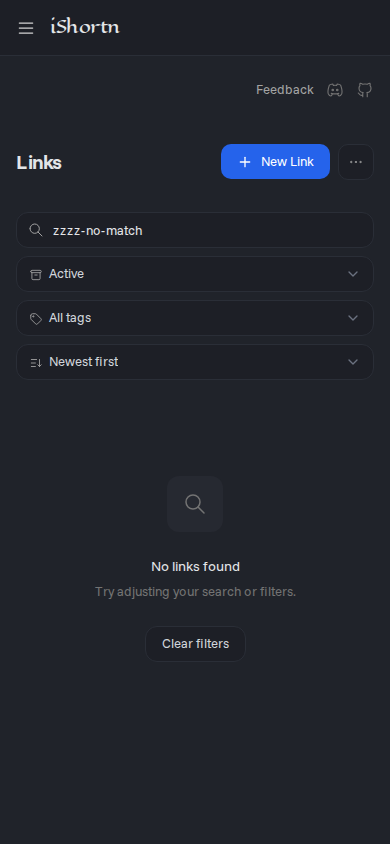 iShortn
Feedback
Links
New Link
zzzz-no-match
Active
All tags
Newest first
No links found
Try adjusting your search or filters.
Clear filters